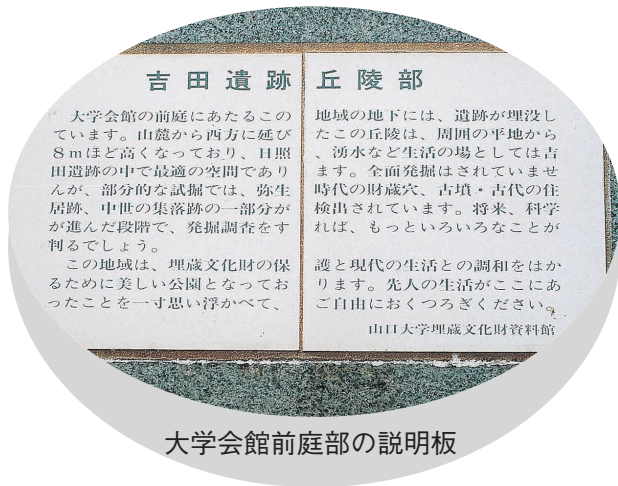 吉田遺跡 丘陵部
大学会館の前庭にあたるこの地域の地下には、遺跡が埋没し
ています。山麓から西方に延びたこの丘陵は、周囲の平地から
８ｍほど高くなっており、日照、湧水など生活の場としては吉
田遺跡の中で最適の空間であります。全面発掘はされていませ
んが、部分的な試掘では、弥生時代の貯蔵穴、古墳・古代の住
居跡、中世の集落跡の一部分が検出されています。将来、科学
が進んだ段階で、発掘調査をすれば、もっといろいろなことが
判るでしょう。
この地域は、埋蔵文化財の保護と現代の生活との調和をはか
るために美しい公園となっております。先人の生活がここにあ
ったことを一寸思い浮かべて、ご自由におくつろぎください。
山口大学埋蔵文化財資料館
大学会館前庭部の説明板